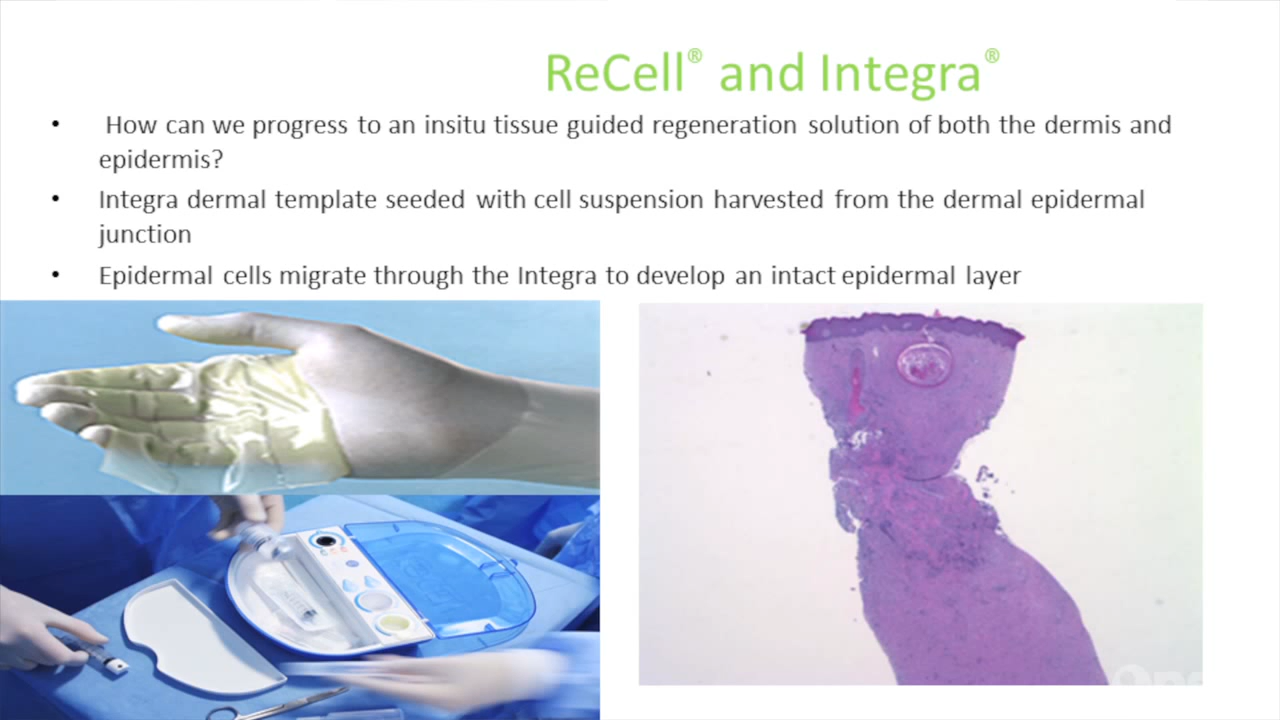 ReCell® and Integra®
• How can we progress to an insitu tissue guided regeneration solution of both the dermis and
epidermis?
• Integra dermal template seeded with cell suspension harvested from the dermal epidermal
junction
• Epidermal cells migrate through the Integra to develop an intact epidermal layer